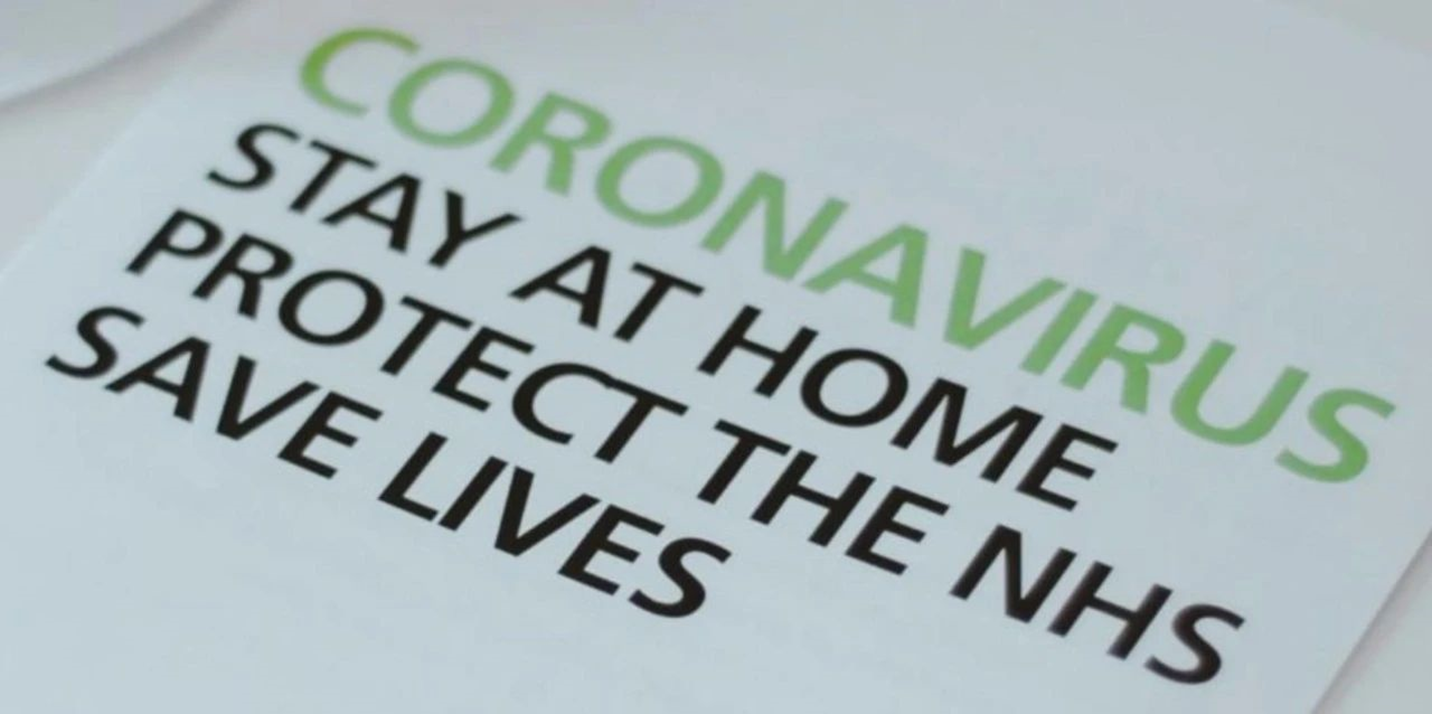 CORONAVIRUS
STAY AT HOME
PROTECT THE NHS
SAVE LIVES